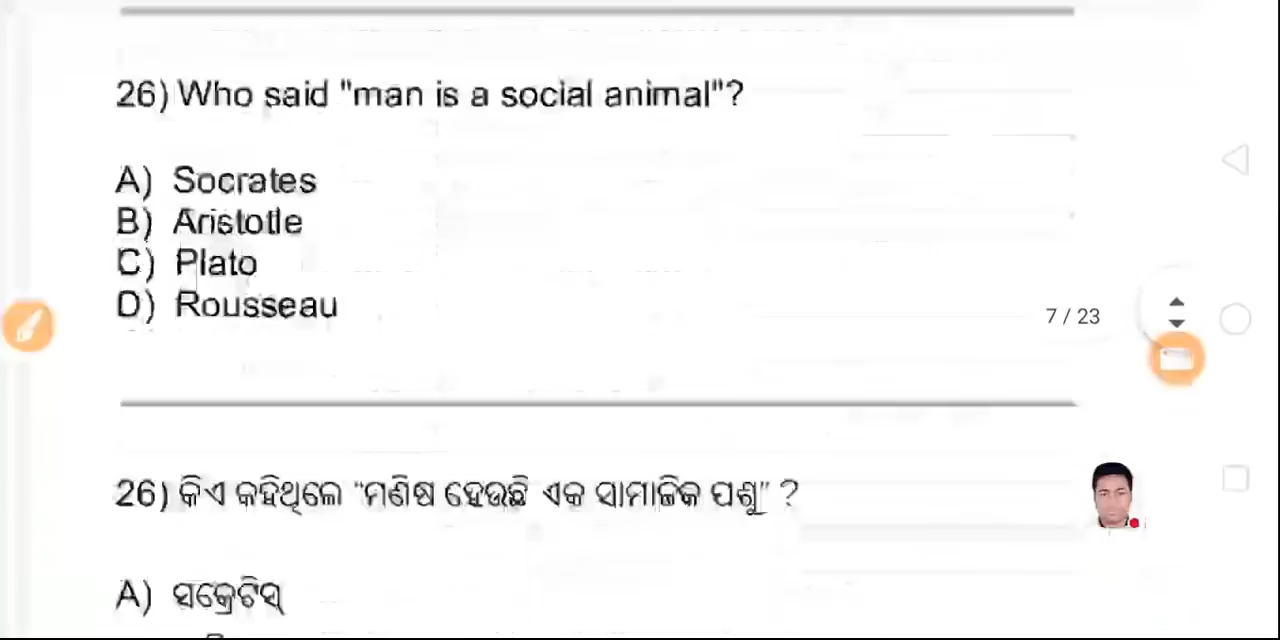 26) Who said "man is a social animal"?
A) Socrates
B) Aristotle
C) Plato
D) Rousseau
7 / 23
26) କିଏ କହିଥିଲେ "ମଣିଷ ହେଉଛି ଏକ ସାମାଜିକ ପଶୁ" ?
A) ସକ୍ରେଟିସ୍